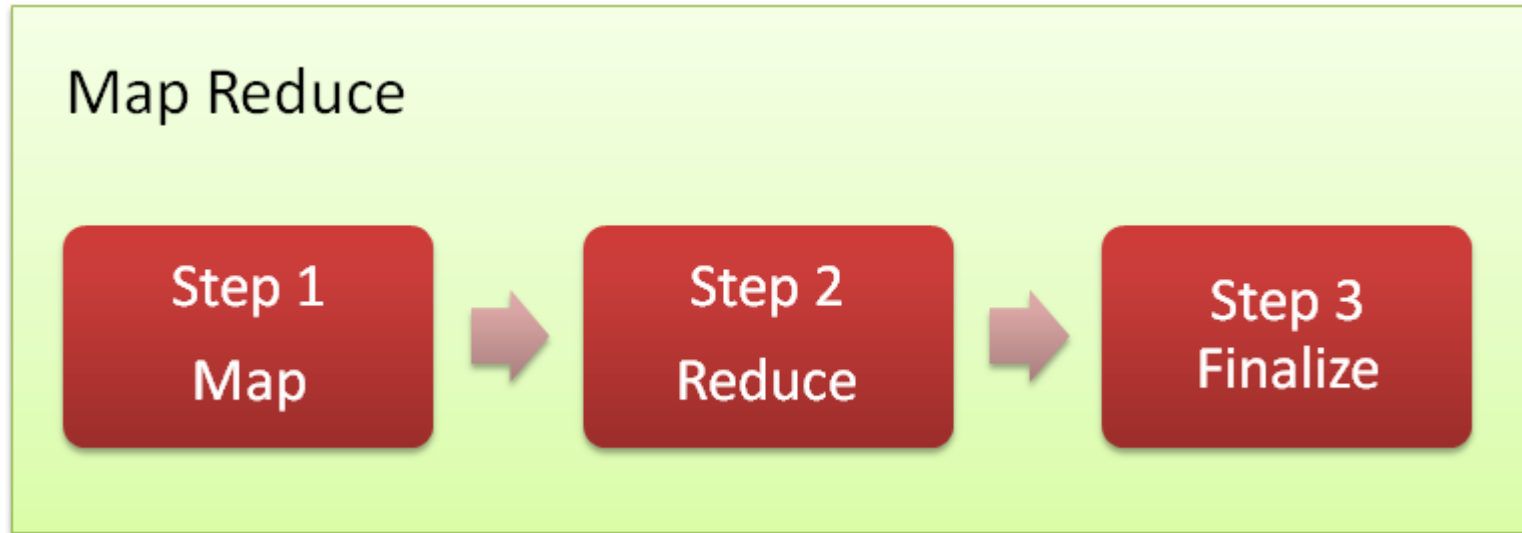 Map Reduce
Step 1
Map
Step 2
Reduce
Step 3
Finalize